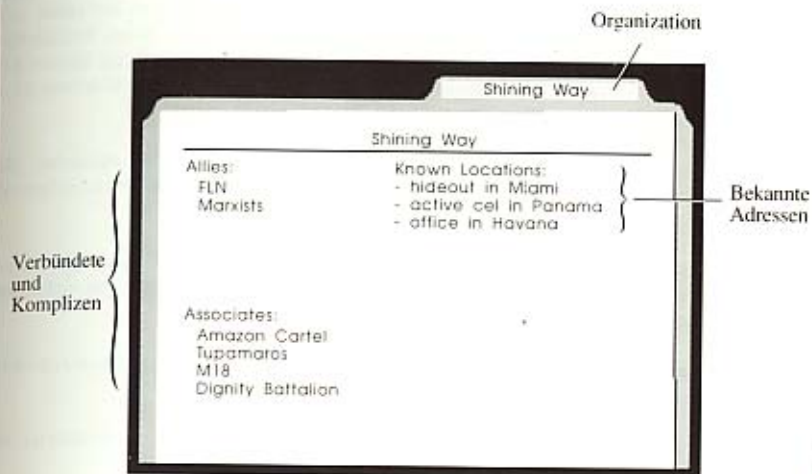 Organization
Shining Way
Shining Way
Allies:
FLN
Marxists
Known Locations:
- hideout in Miami
- active cel in Panama
- office in Havana
Bekannte
Adressen
Verbündete
und
Komplizen
Associates:
Amazon Cartel
Tupamaros
M18
Dignity Battalion